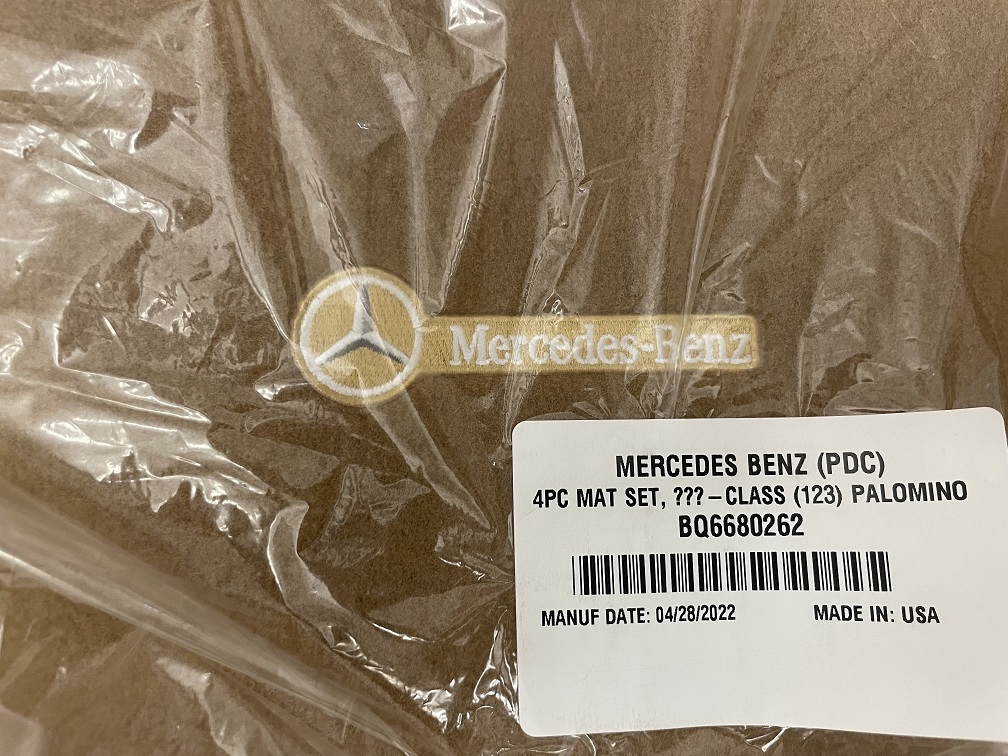 Mercedes-Benz
MERCEDES BENZ (PDC)
4PC MAT SET, ???-CLASS (123) PALOMINO
BQ6680262
MANUF DATE: 04/28/2022 MADE IN: USA